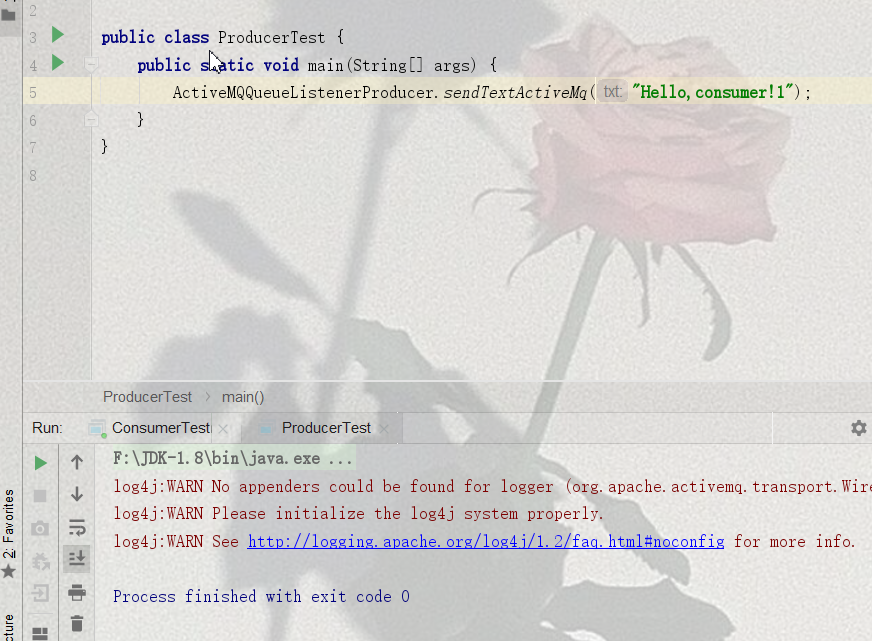 2
3 public class ProducerTest {
4 public static void main(String[] args) {
5 ActiveMQQueueListenerProducer.sendTextActiveMq( txt: "Hello,consumer!1");
6 }
7 }
8
ProducerTest › main()
Run: ConsumerTest × ProducerTest ×
F:\JDK-1.8\bin\java.exe ...
log4j:WARN No appenders could be found for logger (org.apache.activemq.transport.Wire
log4j:WARN Please initialize the log4j system properly.
log4j:WARN See http://logging.apache.org/log4j/1.2/faq.html#noconfig for more info.
Process finished with exit code 0
2: Favorites